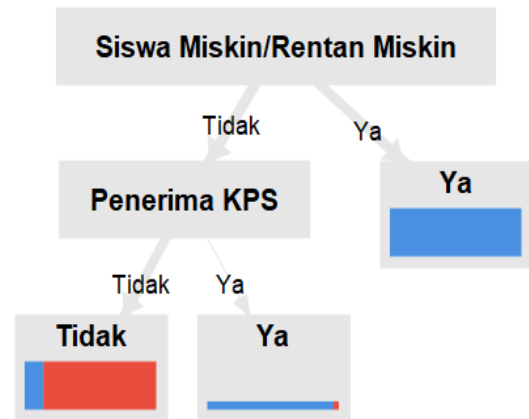 Siswa Miskin/Rentan Miskin
Tidak
Ya
Penerima KPS
Ya
Tidak
Ya
Tidak
Ya